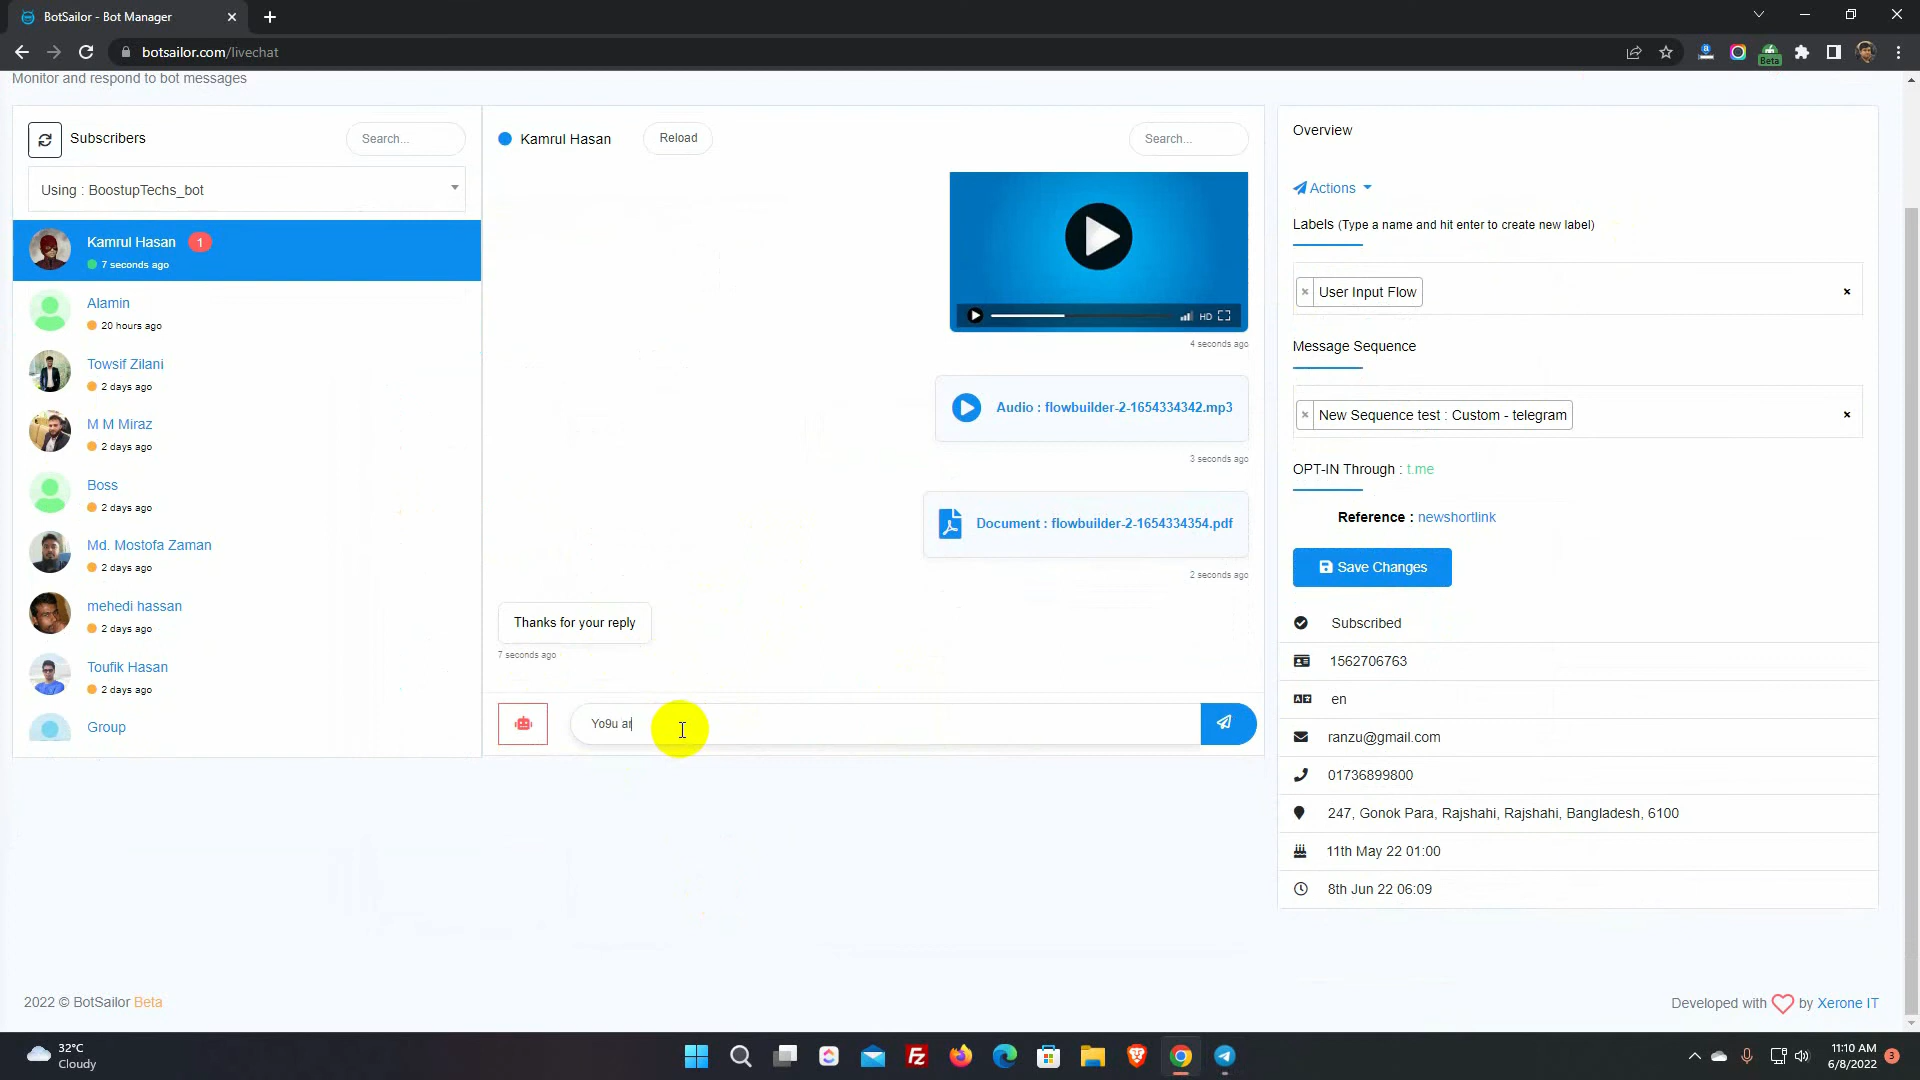 BotSailor - Bot Manager
botsailor.com/livechat
Beta
Monitor and respond to bot messages
Subscribers
Search...
Using : BoostupTechs_bot
Kamrul Hasan 1
7 seconds ago
Alamin
20 hours ago
Towsif Zilani
2 days ago
M M Miraz
2 days ago
Boss
2 days ago
Md. Mostofa Zaman
2 days ago
mehedi hassan
2 days ago
Toufik Hasan
2 days ago
Group
Kamrul Hasan
Reload
Search...
HD
4 seconds ago
Audio : flowbuilder-2-1654334342.mp3
3 seconds ago
Document : flowbuilder-2-1654334354.pdf
2 seconds ago
Thanks for your reply
7 seconds ago
Yo9u ar
Overview
Actions
Labels (Type a name and hit enter to create new label)
× User Input Flow ×
Message Sequence
× New Sequence test : Custom - telegram ×
OPT-IN Through : t.me
Reference : newshortlink
Save Changes
Subscribed
1562706763
en
ranzu@gmail.com
01736899800
247, Gonok Para, Rajshahi, Rajshahi, Bangladesh, 6100
11th May 22 01:00
8th Jun 22 06:09
2022 © BotSailor Beta
Developed with by Xerone IT
32°C
Cloudy
Fz
11:10 AM
6/8/2022
3